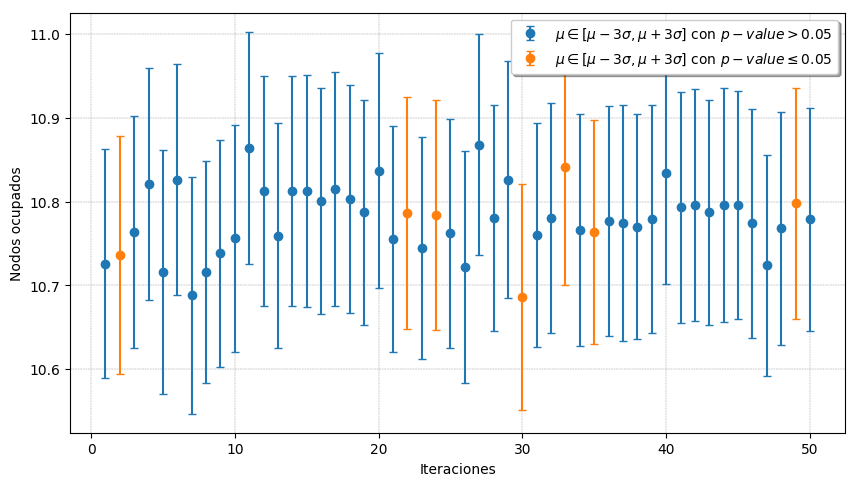 11.0
10.9
10.8
10.7
10.6
Nodos ocupados
μ ∈ [μ − 3σ, μ + 3σ] con p − value > 0.05
μ ∈ [μ − 3σ, μ + 3σ] con p − value ≤ 0.05
0 10 20 30 40 50
Iteraciones